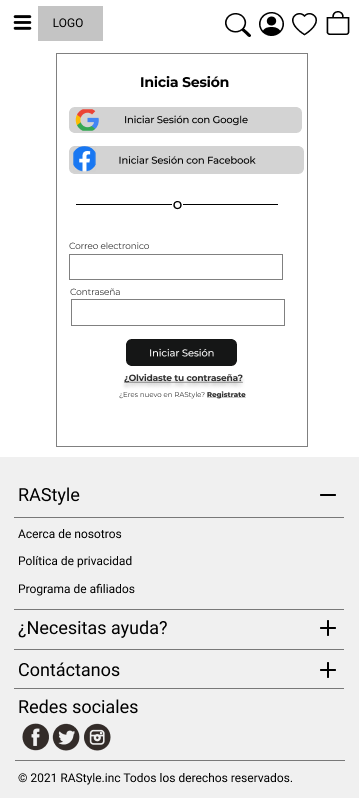 LOGO
Inicia Sesión
Iniciar Sesión con Google
Iniciar Sesión con Facebook
O
Correo electronico
Contraseña
Iniciar Sesión
¿Olvidaste tu contraseña?
¿Eres nuevo en RAStyle? Registrate
RAStyle
Acerca de nosotros
Política de privacidad
Programa de afiliados
¿Necesitas ayuda?
Contáctanos
Redes sociales
© 2021 RAStyle.inc Todos los derechos reservados.